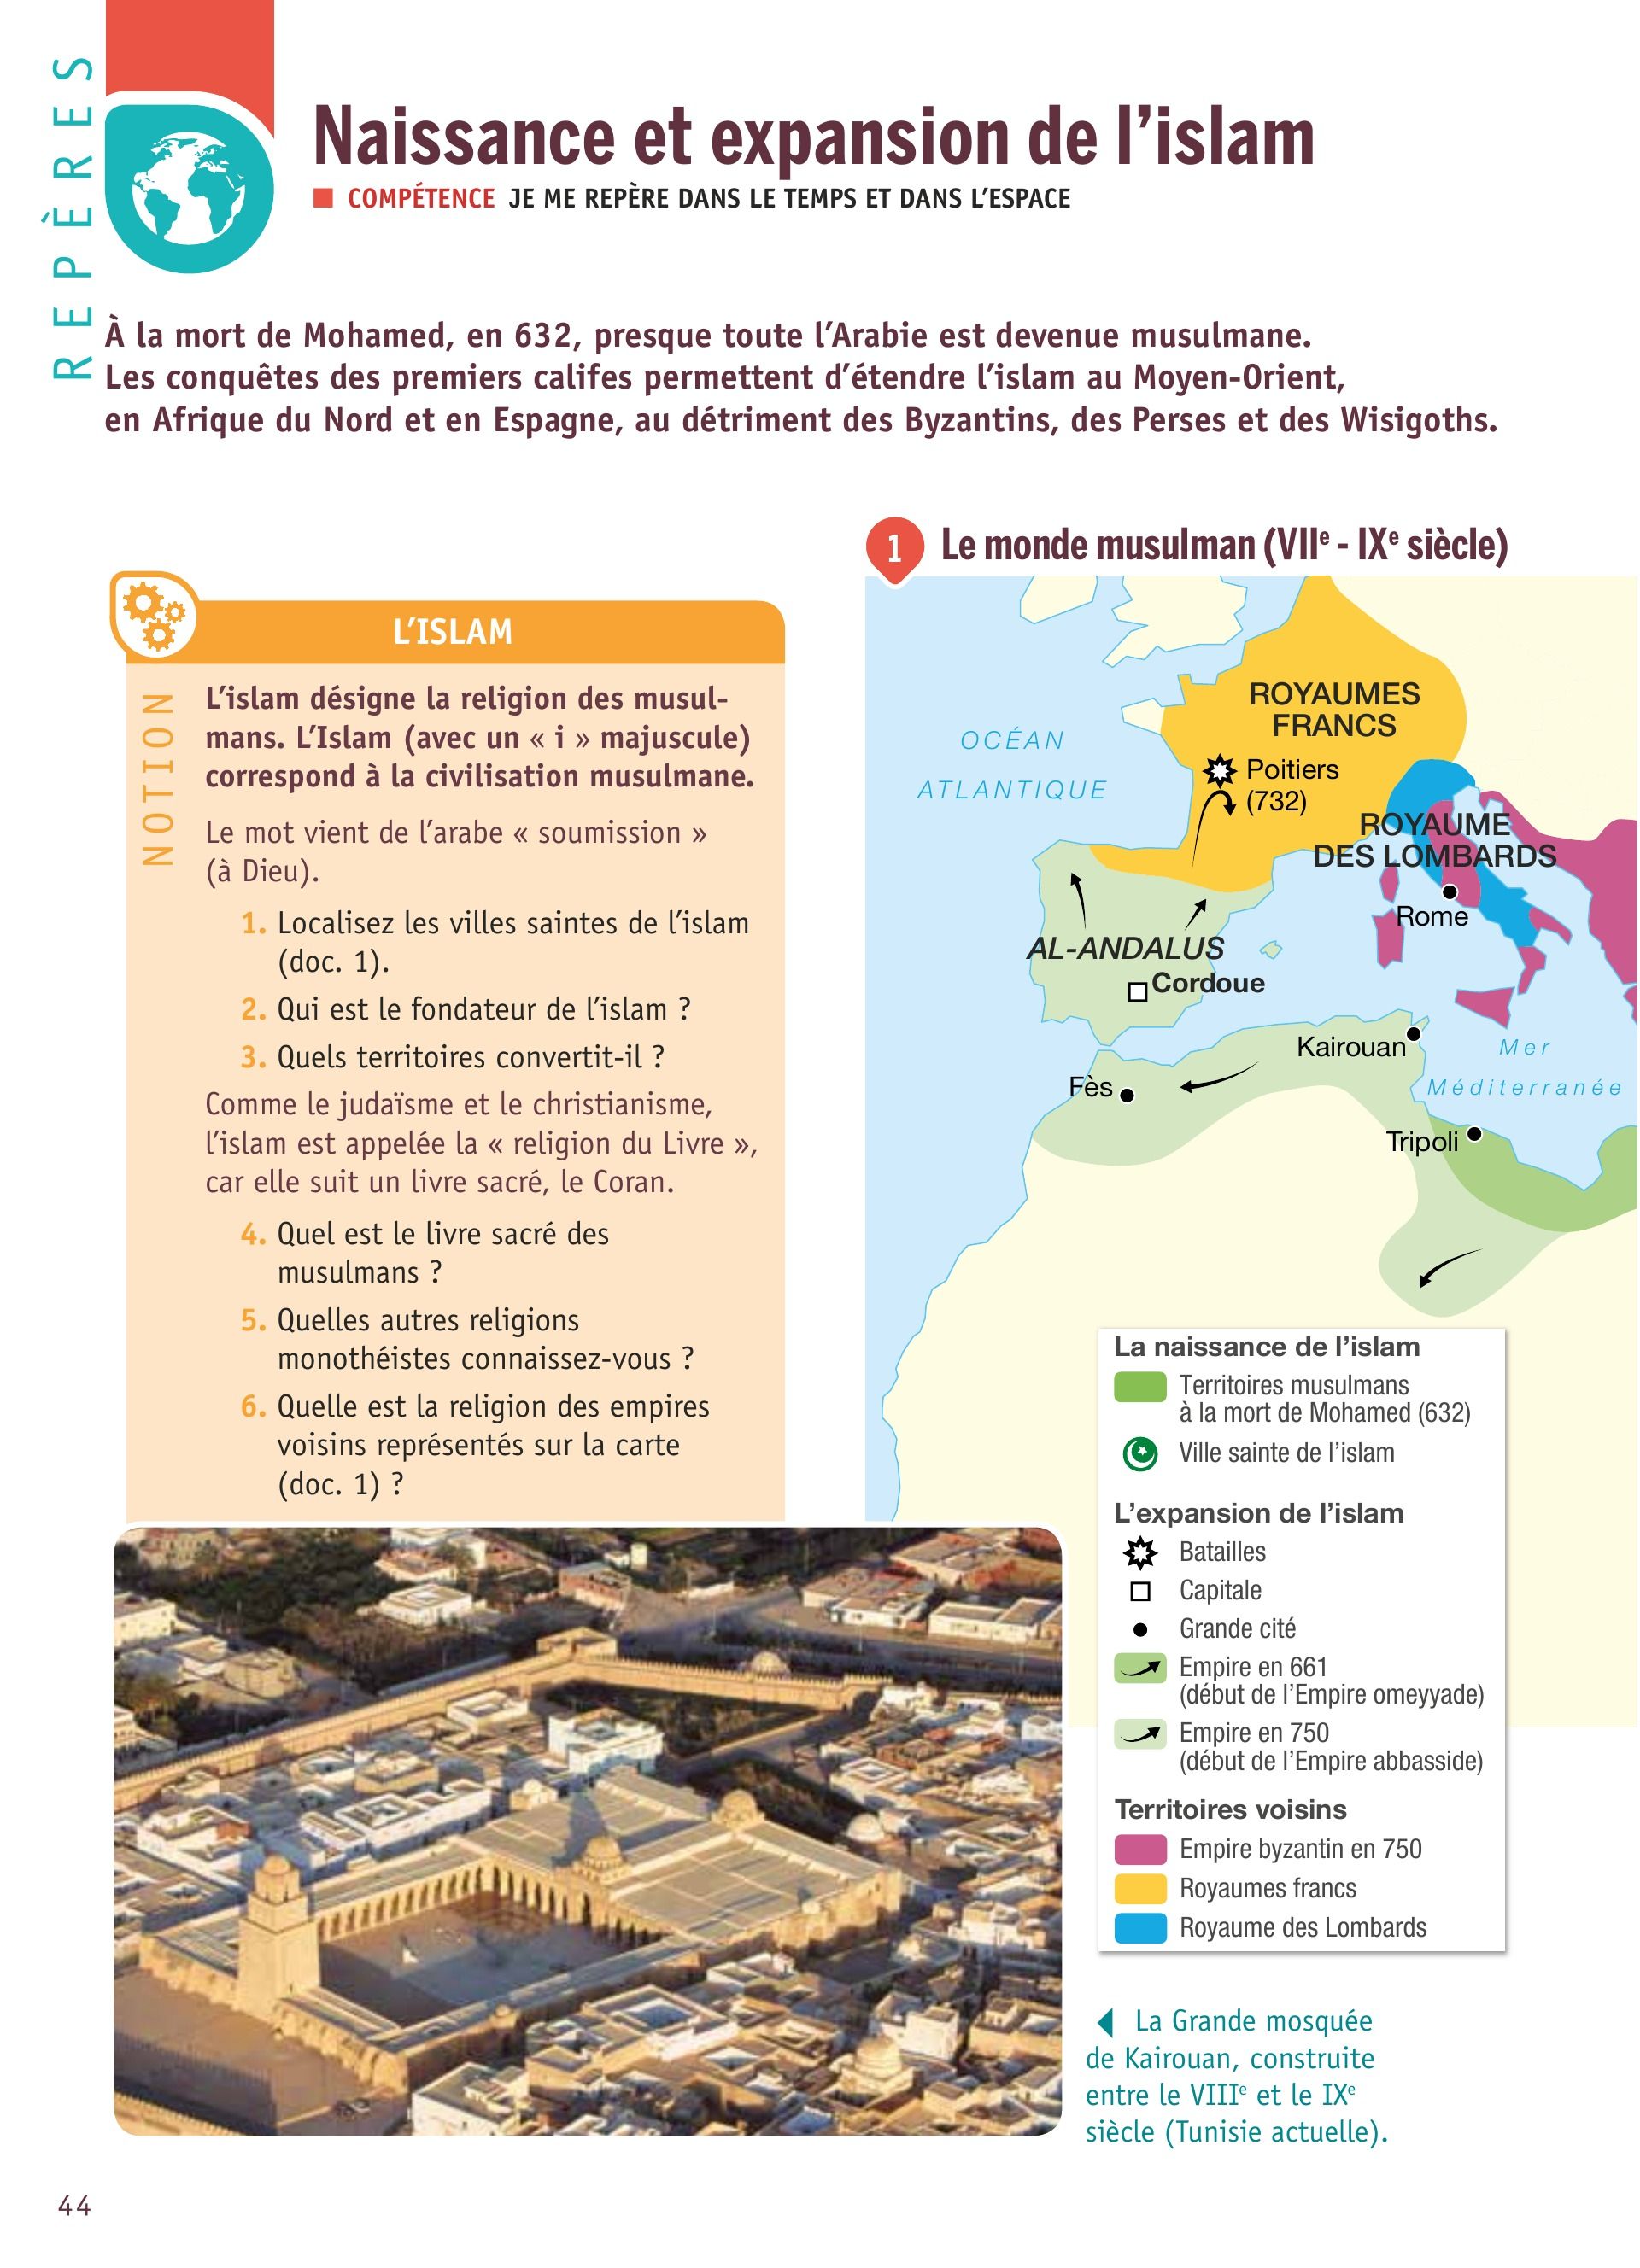 REPÈRES
Naissance et expansion de l’islam
COMPÉTENCE JE ME REPÈRE DANS LE TEMPS ET DANS L’ESPACE
À la mort de Mohamed, en 632, presque toute l’Arabie est devenue musulmane.
Les conquêtes des premiers califes permettent d’étendre l’islam au Moyen-Orient,
en Afrique du Nord et en Espagne, au détriment des Byzantins, des Perses et des Wisigoths.
NOTION
L’ISLAM
L’islam désigne la religion des musul-
mans. L’Islam (avec un « i » majuscule)
correspond à la civilisation musulmane.
Le mot vient de l’arabe « soumission »
(à Dieu).
1. Localisez les villes saintes de l’islam
(doc. 1).
2. Qui est le fondateur de l’islam ?
3. Quels territoires convertit-il ?
Comme le judaïsme et le christianisme,
l’islam est appelée la « religion du Livre »,
car elle suit un livre sacré, le Coran.
4. Quel est le livre sacré des
musulmans ?
5. Quelles autres religions
monothéistes connaissez-vous ?
6. Quelle est la religion des empires
voisins représentés sur la carte
(doc. 1) ?
1 Le monde musulman (VIIe - IXe siècle)
OCÉAN
ATLANTIQUE
ROYAUMES
FRANCS
Poitiers
(732)
ROYAUME
DES LOMBARDS
Rome
AL-ANDALUS
Cordoue
Kairouan
Mer
Méditerranée
Fès
Tripoli
La naissance de l’islam
Territoires musulmans
à la mort de Mohamed (632)
Ville sainte de l’islam
L’expansion de l’islam
Batailles
Capitale
Grande cité
Empire en 661
(début de l’Empire omeyyade)
Empire en 750
(début de l’Empire abbasside)
Territoires voisins
Empire byzantin en 750
Royaumes francs
Royaume des Lombards
La Grande mosquée
de Kairouan, construite
entre le VIIIe et le IXe
siècle (Tunisie actuelle).
44